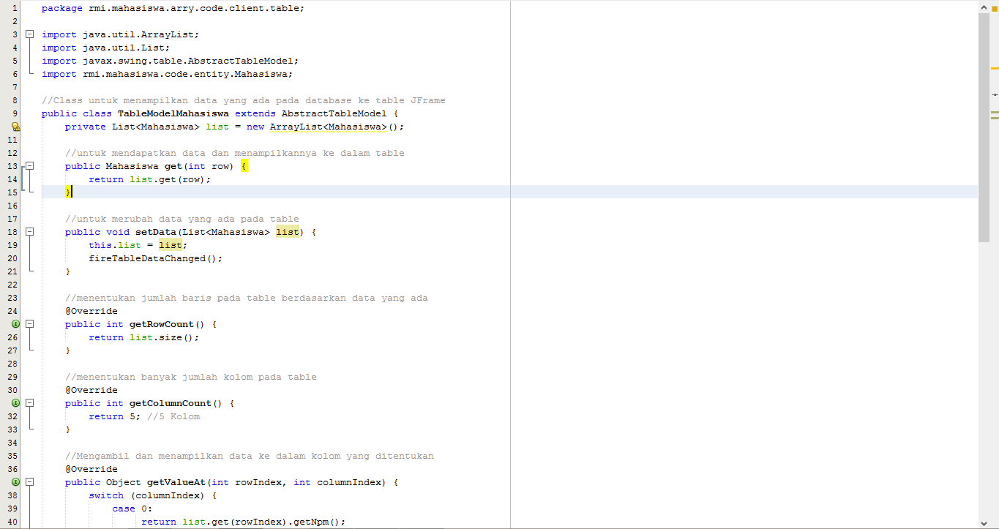 1 package rmi.mahasiswa.arry.code.client.table;
2
3 import java.util.ArrayList;
4 import java.util.List;
5 import javax.swing.table.AbstractTableModel;
6 import rmi.mahasiswa.code.entity.Mahasiswa;
7
8 //Class untuk menampilkan data yang ada pada database ke table JFrame
9 public class TableModelMahasiswa extends AbstractTableModel {
private List<Mahasiswa> list = new ArrayList<Mahasiswa>();
11
12 //untuk mendapatkan data dan menampilkannya ke dalam table
13 public Mahasiswa get(int row) {
14 return list.get(row);
15 }
16
17 //untuk merubah data yang ada pada table
18 public void setData(List<Mahasiswa> list) {
19 this.list = list;
20 fireTableDataChanged();
21 }
22
23 //menentukan jumlah baris pada table berdasarkan data yang ada
24 @Override
public int getRowCount() {
26 return list.size();
27 }
28
29 //menentukan banyak jumlah kolom pada table
30 @Override
public int getColumnCount() {
32 return 5; //5 Kolom
33 }
34
35 //Mengambil dan menampilkan data ke dalam kolom yang ditentukan
36 @Override
public Object getValueAt(int rowIndex, int columnIndex) {
38 switch (columnIndex) {
39 case 0:
40 return list.get(rowIndex).getNpm();